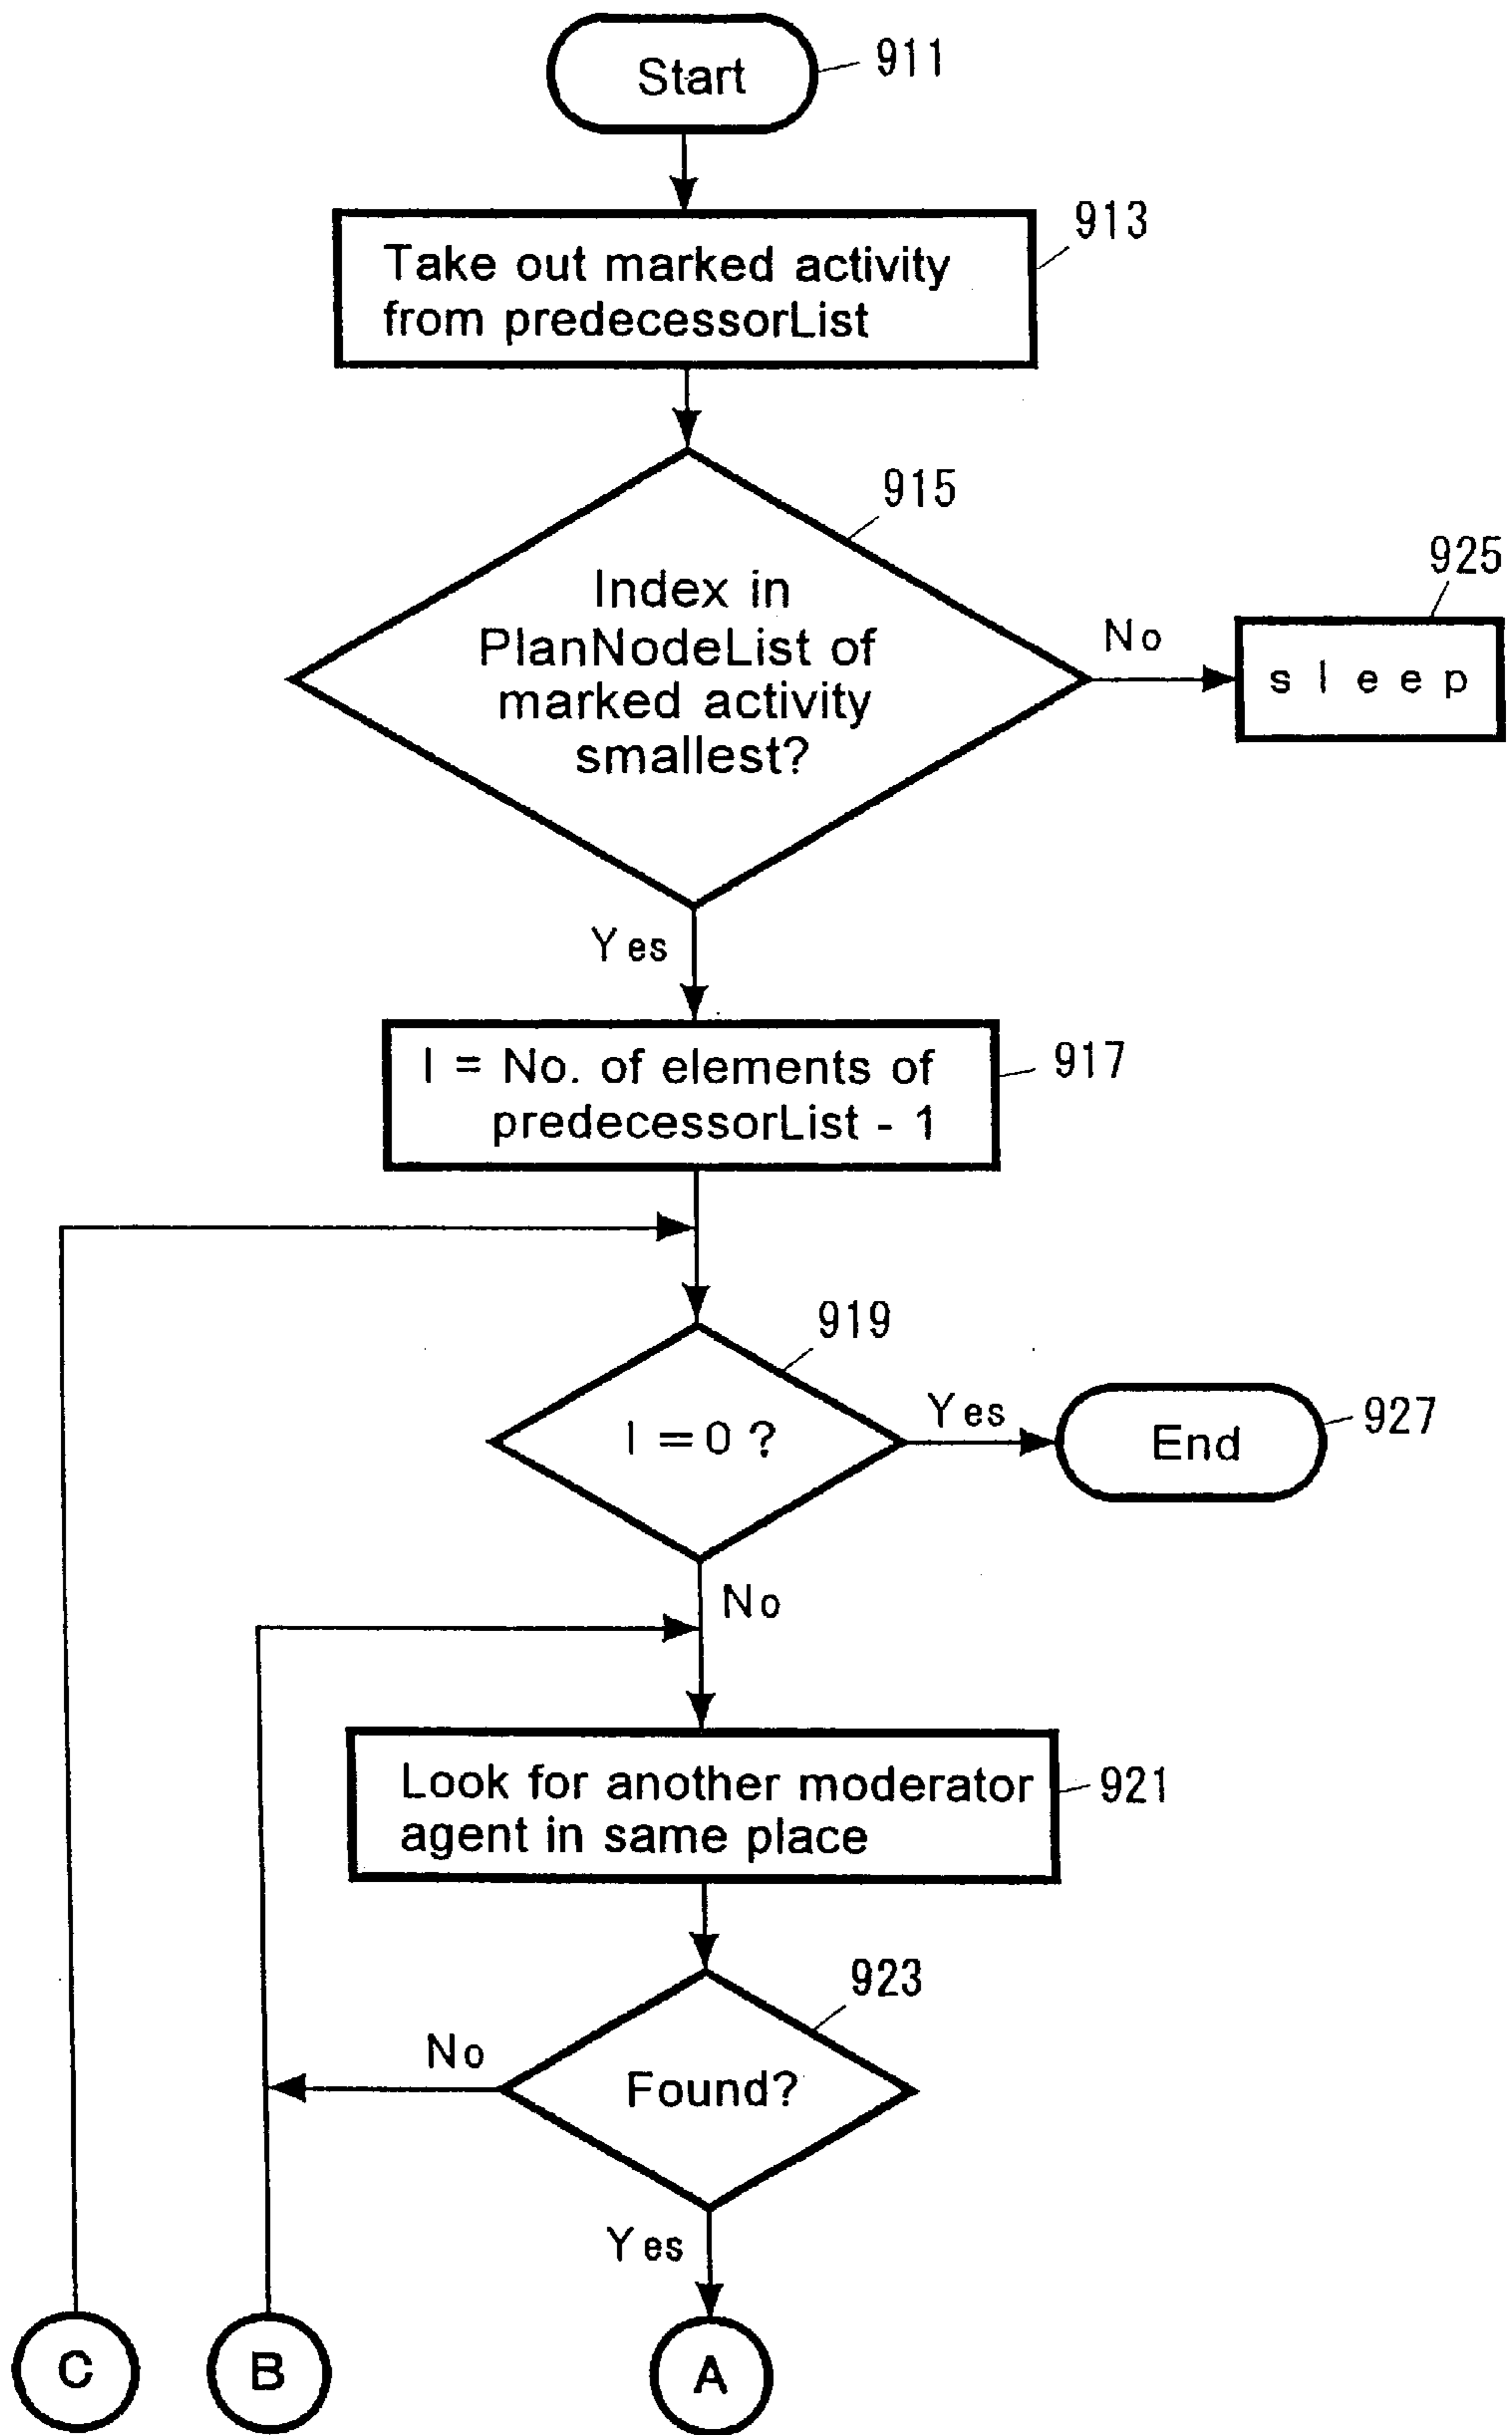 Start
911
913
Take out marked activity
from predecessorList
915
Index in
PlanNodeList of
marked activity
smallest?
No
925
sleep
Yes
I = No. of elements of
predecessorList - 1
917
919
I = 0 ?
Yes
End
927
No
Look for another moderator
agent in same place
921
923
No
Found?
Yes
C
B
A